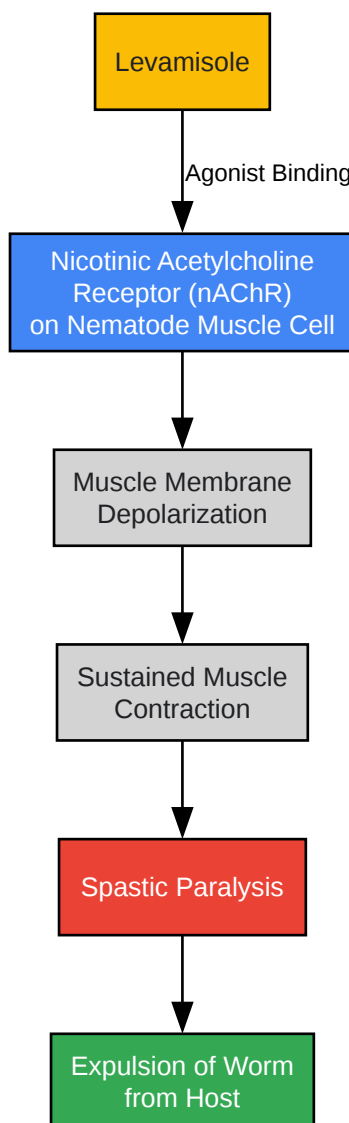 Levamisole
Agonist Binding
Nicotinic Acetylcholine
Receptor (nAChR)
on Nematode Muscle Cell
Muscle Membrane
Depolarization
Sustained Muscle
Contraction
Spastic Paralysis
Expulsion of Worm
from Host